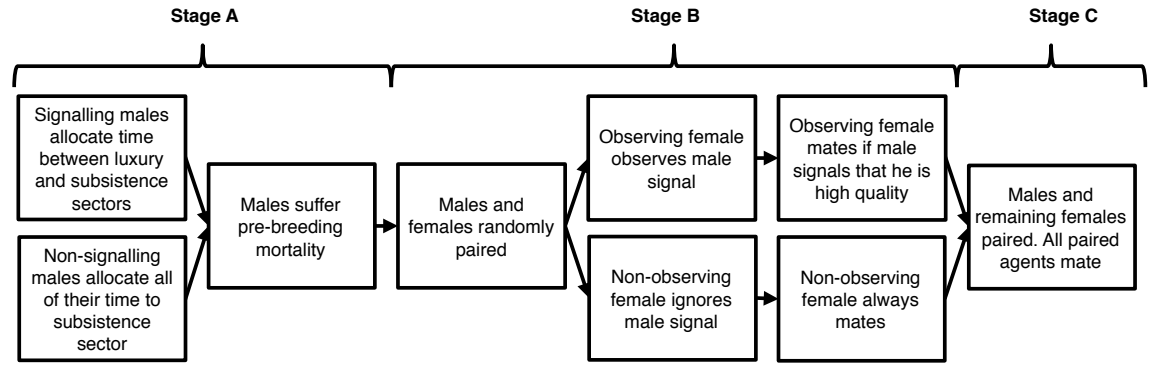 Stage A
Stage B
Stage C
Signalling males
allocate time
between luxury
and subsistence
sectors
Non-signalling
males allocate all
of their time to
subsistence
sector
Males suffer
pre-breeding
mortality
Males and
females randomly
paired
Observing female
observes male
signal
Non-observing
female ignores
male signal
Observing female
mates if male
signals that he is
high quality
Non-observing
female always
mates
Males and
remaining females
paired. All paired
agents mate